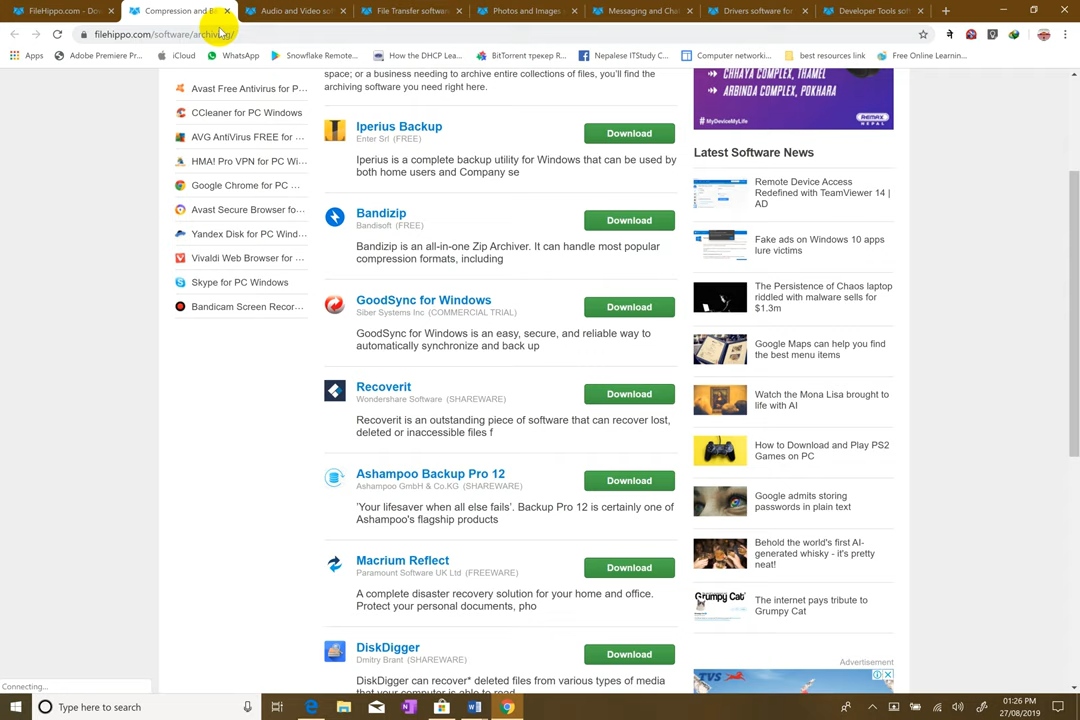 FileHippo.com - Do
Compression and B
Audio and Video sof
File Transfer softwar
Photos and Images
Messaging and Chat
Drivers software for
Developer Tools soft
filehippo.com/software/archiving/
Apps
Adobe Premiere Pr...
iCloud
WhatsApp
Snowflake Remote...
How the DHCP Lea...
BitTorrent трекер R...
Nepalese ITStudy C...
Computer networki...
best resources link
Free Online Learnin...
space; or a business needing to archive entire collections of files, you'll find the
archiving software you need right here.
Avast Free Antivirus for P...
CCleaner for PC Windows
AVG AntiVirus FREE for ...
HMA! Pro VPN for PC Wi...
Google Chrome for PC ...
Avast Secure Browser fo...
Yandex Disk for PC Wind...
Vivaldi Web Browser for ...
Skype for PC Windows
Bandicam Screen Recor...
Iperius Backup
Enter Srl (FREE)
Download
Iperius is a complete backup utility for Windows that can be used by
both home users and Company se
Bandizip
Bandisoft (FREE)
Download
Bandizip is an all-in-one Zip Archiver. It can handle most popular
compression formats, including
GoodSync for Windows
Siber Systems Inc (COMMERCIAL TRIAL)
Download
GoodSync for Windows is an easy, secure, and reliable way to
automatically synchronize and back up
Recoverit
Wondershare Software (SHAREWARE)
Download
Recoverit is an outstanding piece of software that can recover lost,
deleted or inaccessible files f
Ashampoo Backup Pro 12
Ashampoo GmbH & Co.KG (SHAREWARE)
Download
'Your lifesaver when all else fails'. Backup Pro 12 is certainly one of
Ashampoo's flagship products
Macrium Reflect
Paramount Software UK Ltd (FREEWARE)
Download
A complete disaster recovery solution for your home and office.
Protect your personal documents, pho
DiskDigger
Dmitry Brant (SHAREWARE)
Download
DiskDigger can recover* deleted files from various types of media
that your computer is able to read.
CHHAYA COMPLEX, THAMEL
ARBINDA COMPLEX, POKHARA
#MyDeviceMyLife
REMAX
NEPAL
Latest Software News
Remote Device Access
Redefined with TeamViewer 14 |
AD
Fake ads on Windows 10 apps
lure victims
The Persistence of Chaos laptop
riddled with malware sells for
$1.3m
Google Maps can help you find
the best menu items
Watch the Mona Lisa brought to
life with AI
How to Download and Play PS2
Games on PC
Google admits storing
passwords in plain text
Behold the world's first AI-
generated whisky - it's pretty
neat!
Grumpy Cat
The internet pays tribute to
Grumpy Cat
Advertisement
TVS
Connecting...
Type here to search
01:26 PM
27/08/2019